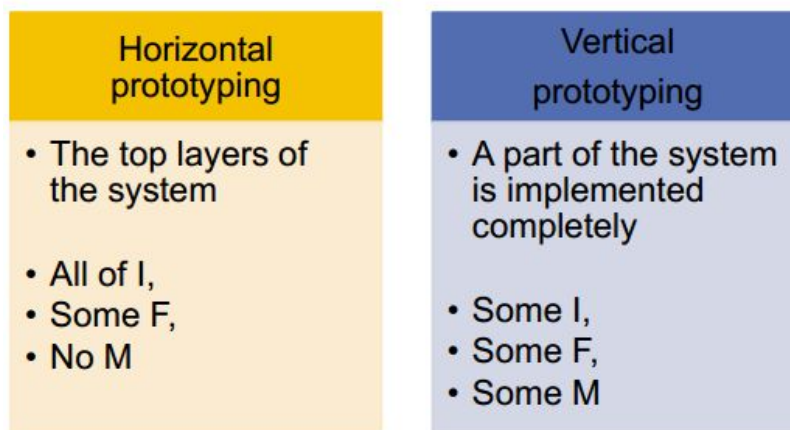 Horizontal
prototyping
• The top layers of
the system
• All of I,
• Some F,
• No M
Vertical
prototyping
• A part of the system
is implemented
completely
• Some I,
• Some F,
• Some M